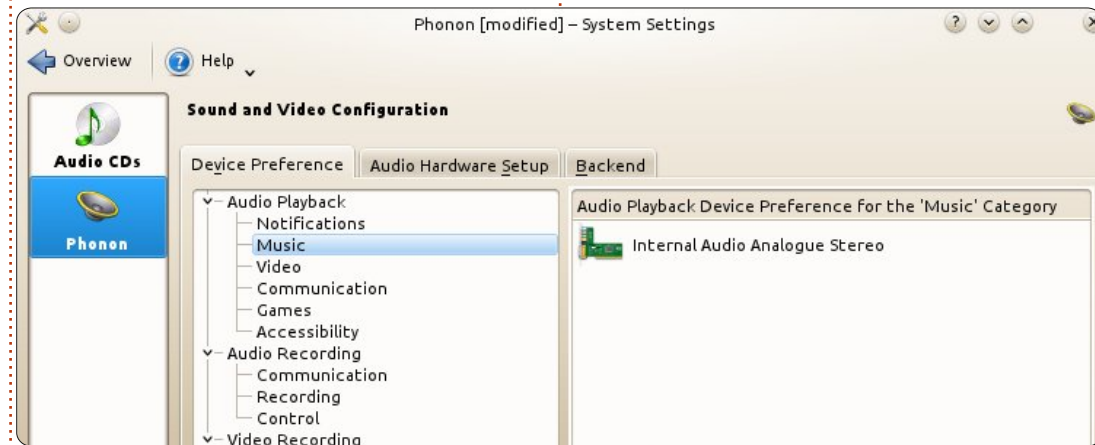 Phonon [modified] – System Settings
Overview
Help
Audio CDs
Phonon
Sound and Video Configuration
Device Preference
Audio Hardware Setup
Backend
Audio Playback
Notifications
Music
Video
Communication
Games
Accessibility
Audio Recording
Communication
Recording
Control
Video Recording
Audio Playback Device Preference for the 'Music' Category
Internal Audio Analogue Stereo